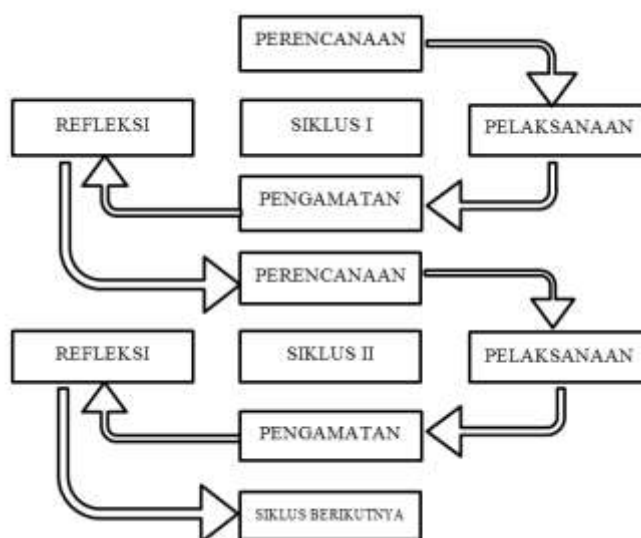 PERENCANAAN
REFLEKSI
SIKLUS I
PELAKSANAAN
PENGAMATAN
PERENCANAAN
REFLEKSI
SIKLUS II
PELAKSANAAN
PENGAMATAN
SIKLUS BERIKUTNYA